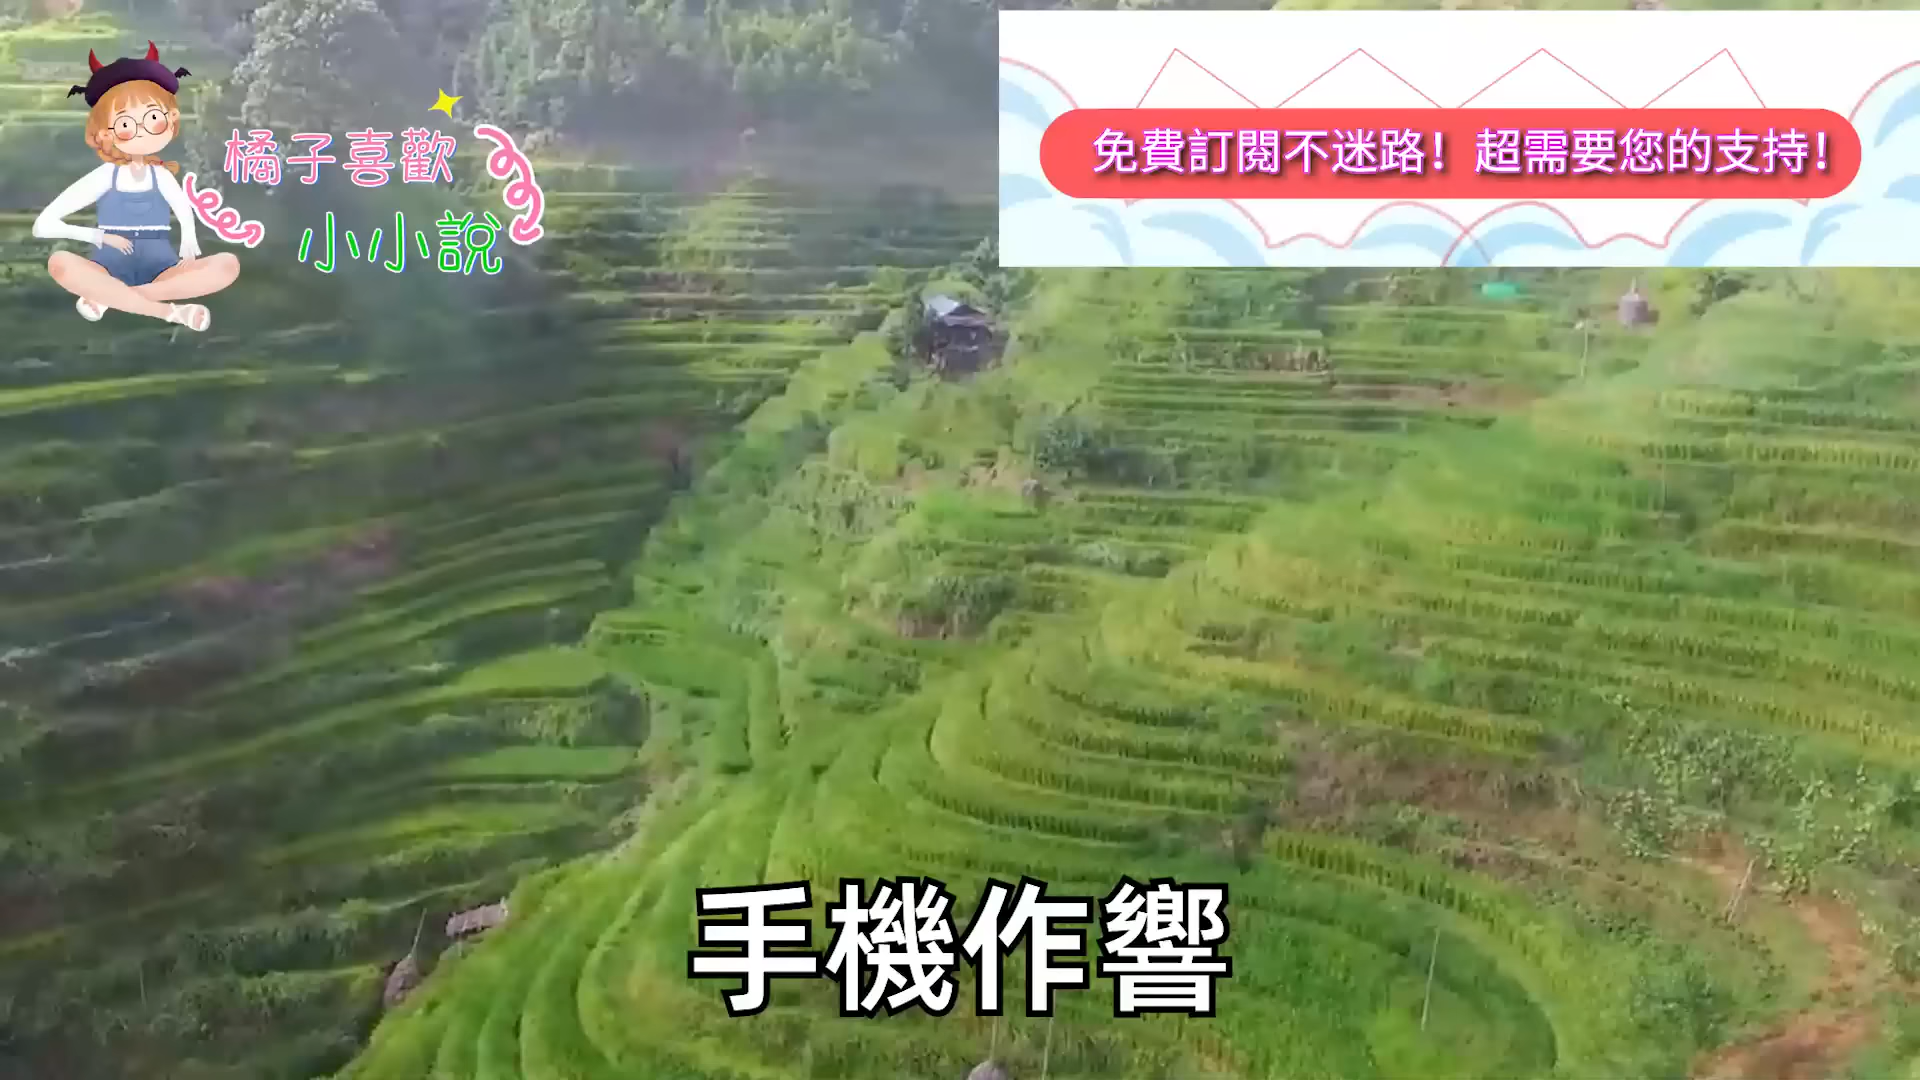 橘子喜歡
小小說
免費訂閱不迷路！超需要您的支持！
手機作響